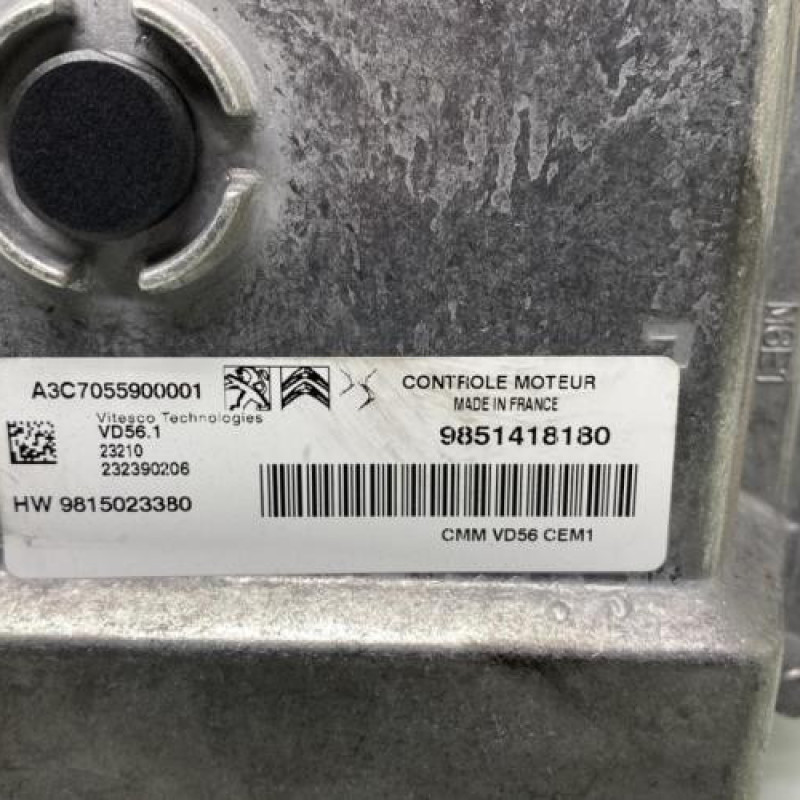 A3C7055900001
Vitesco Technologies
VD56.1
23210
232390206
HW 9815023380
CONTROLE MOTEUR
MADE IN FRANCE
9851418180
CMM VD56 CEM1